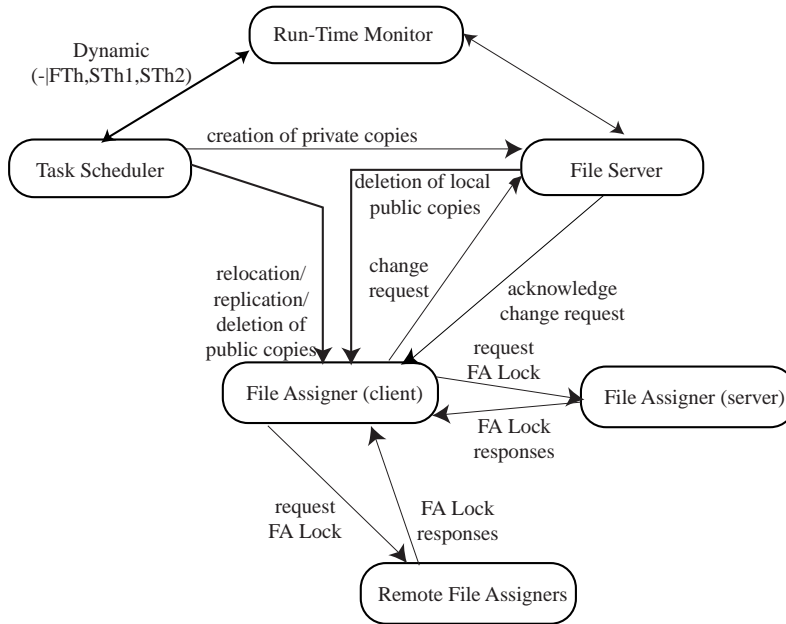 Run-Time Monitor
Dynamic
(-|FTh,STh1,STh2)
creation of private copies
Task Scheduler
File Server
deletion of local
public copies
change
request
relocation/
replication/
deletion of
public copies
acknowledge
change request
request
FA Lock
File Assigner (client)
File Assigner (server)
FA Lock
responses
request
FA Lock
FA Lock
responses
Remote File Assigners